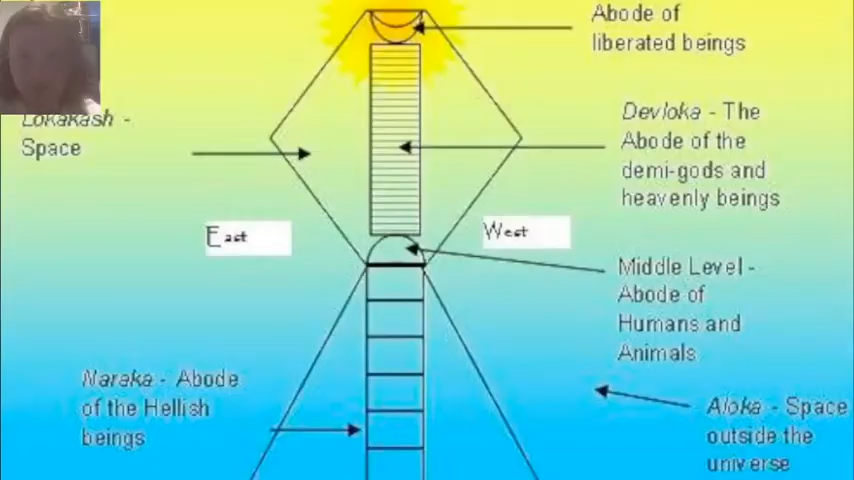 Abode of
liberated beings
Lokakash -
Space
Devloka - The
Abode of the
demi-gods and
heavenly beings
East
West
Middle Level -
Abode of
Humans and
Animals
Naraka - Abode
of the Hellish
beings
Aloka - Space
outside the
universe